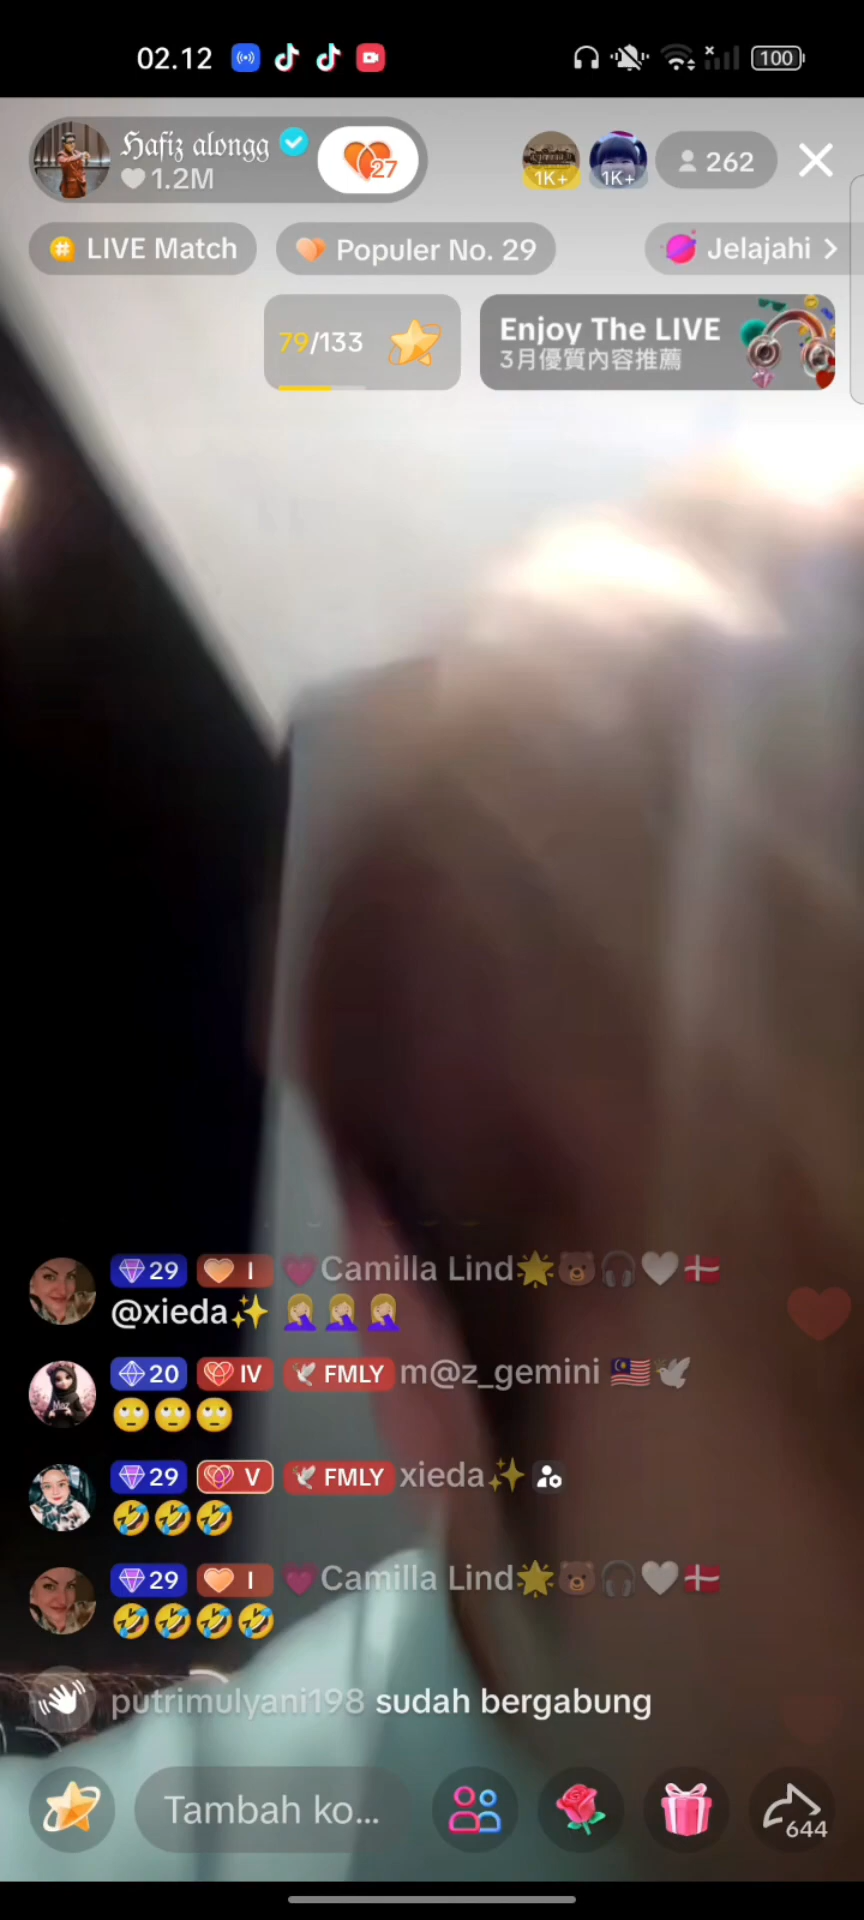 02.12
100
Hafiz alongg
1.2M
27
1K+
1K+
262
LIVE Match
Populer No. 29
Jelajahi
79/133
Enjoy The LIVE
3月優質內容推薦
29 I Camilla Lind
@xieda
20 IV FMLY m@z_gemini
29 V FMLY xieda
29 I Camilla Lind
putrimulyani198 sudah bergabung
Tambah ko...
644